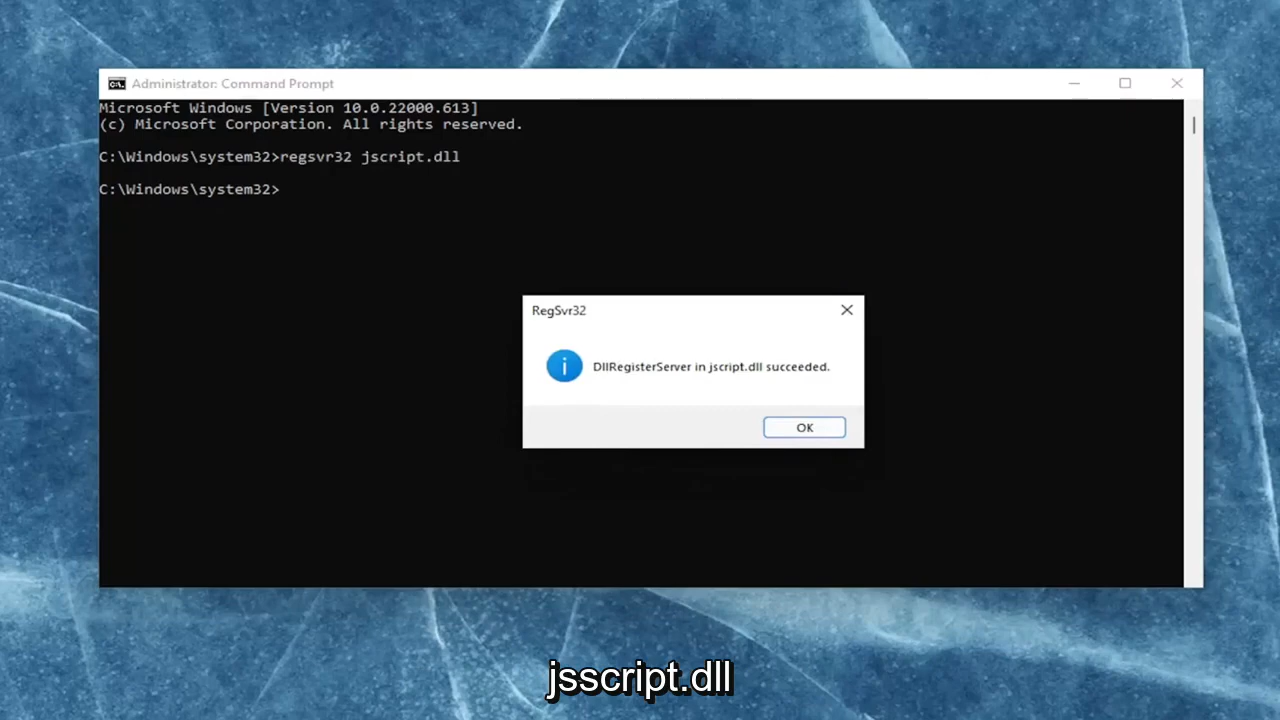 Administrator: Command Prompt
Microsoft Windows [Version 10.0.22000.613]
(c) Microsoft Corporation. All rights reserved.
C:\Windows\system32>regsvr32 jscript.dll
C:\Windows\system32>
RegSvr32
DllRegisterServer in jscript.dll succeeded.
OK
jsscript.dll